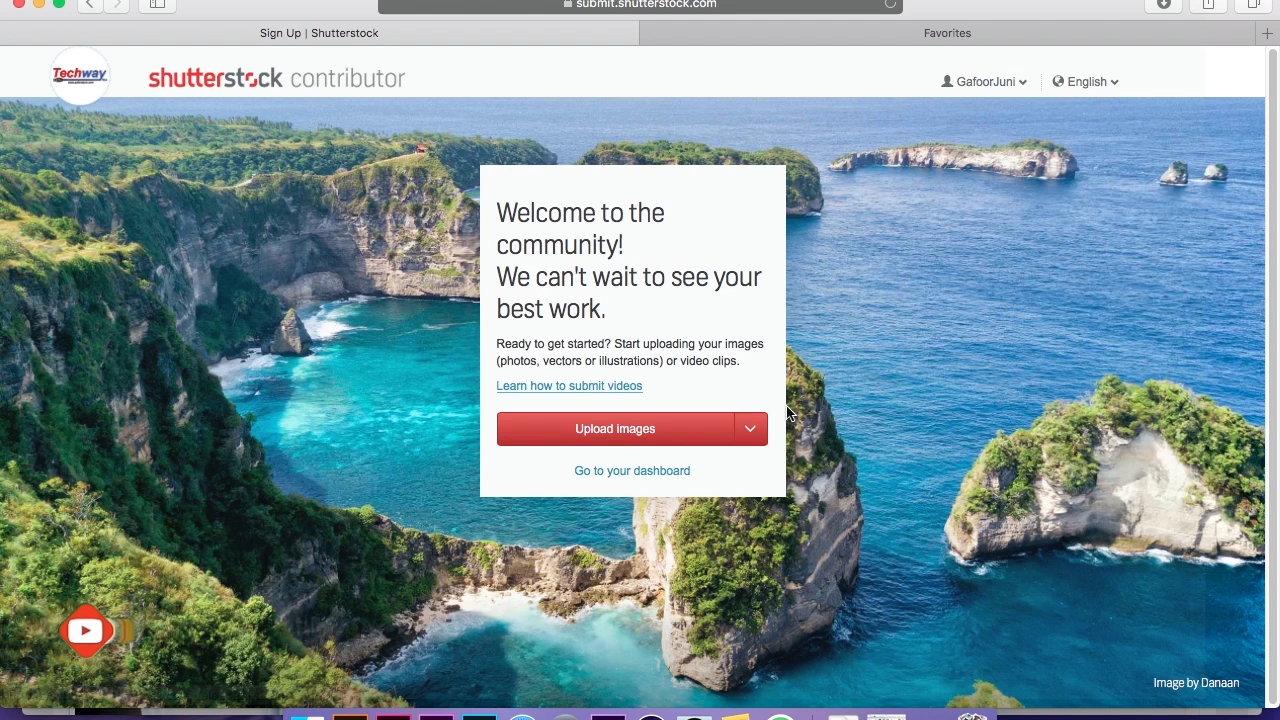 submit.shutterstock.com
Sign Up | Shutterstock
Favorites
Techway
shutterstock contributor
GafoorJuni
English
Welcome to the
community!
We can't wait to see your
best work.
Ready to get started? Start uploading your images
(photos, vectors or illustrations) or video clips.
Learn how to submit videos
Upload images
Go to your dashboard
Image by Danaan